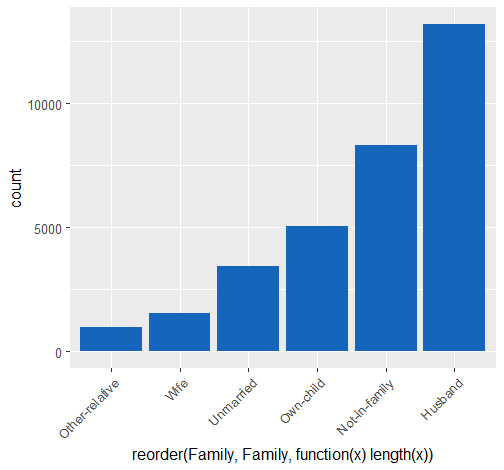 count
10000
5000
0
Other-relative
Wife
Unmarried
Own-child
Not-in-family
Husband
reorder(Family, Family, function(x) length(x))